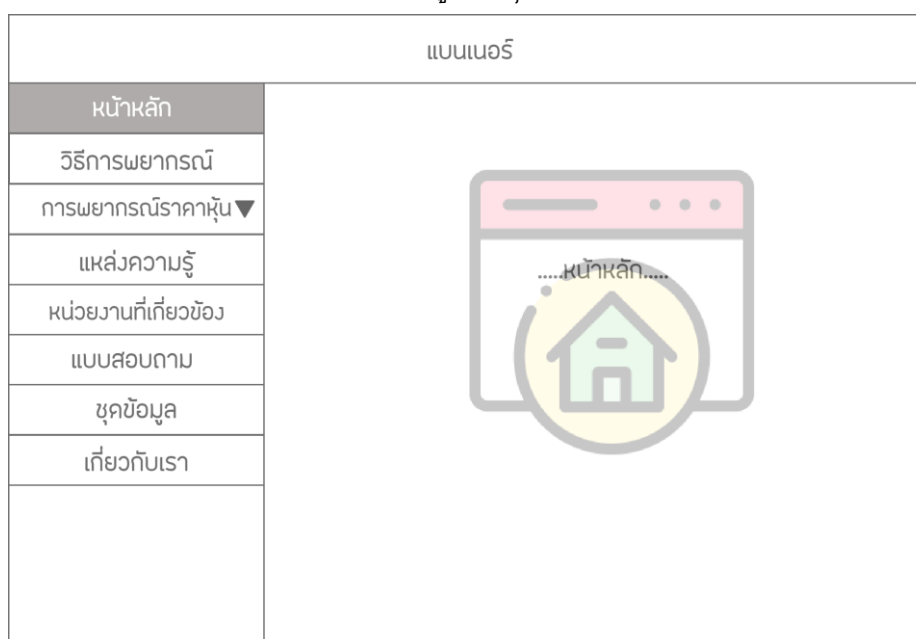 แบนเนอร์
หน้าหลัก
วิธีการพยากรณ์
การพยากรณ์ราคาหุ้น▼
แหล่งความรู้
หน่วยงานที่เกี่ยวข้อง
แบบสอบถาม
ชุดข้อมูล
เกี่ยวกับเรา
.....หน้าหลัก.....